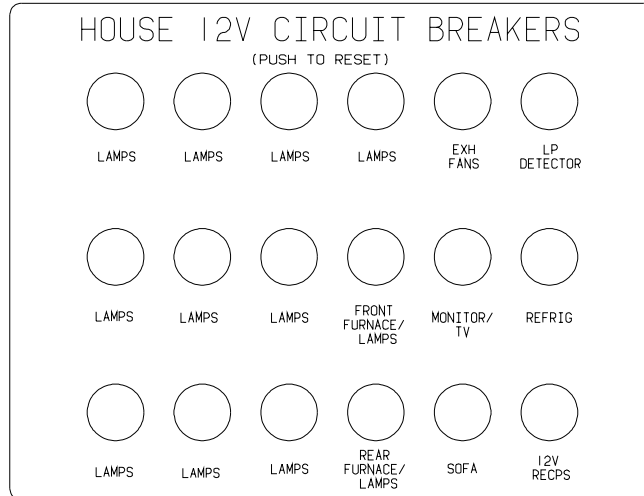 HOUSE 12V CIRCUIT BREAKERS
(PUSH TO RESET)
LAMPS LAMPS LAMPS LAMPS EXH FANS LP DETECTOR
LAMPS LAMPS LAMPS FRONT FURNACE/ LAMPS MONITOR/ TV REFRIG
LAMPS LAMPS LAMPS REAR FURNACE/ LAMPS SOFA 12V RECPS